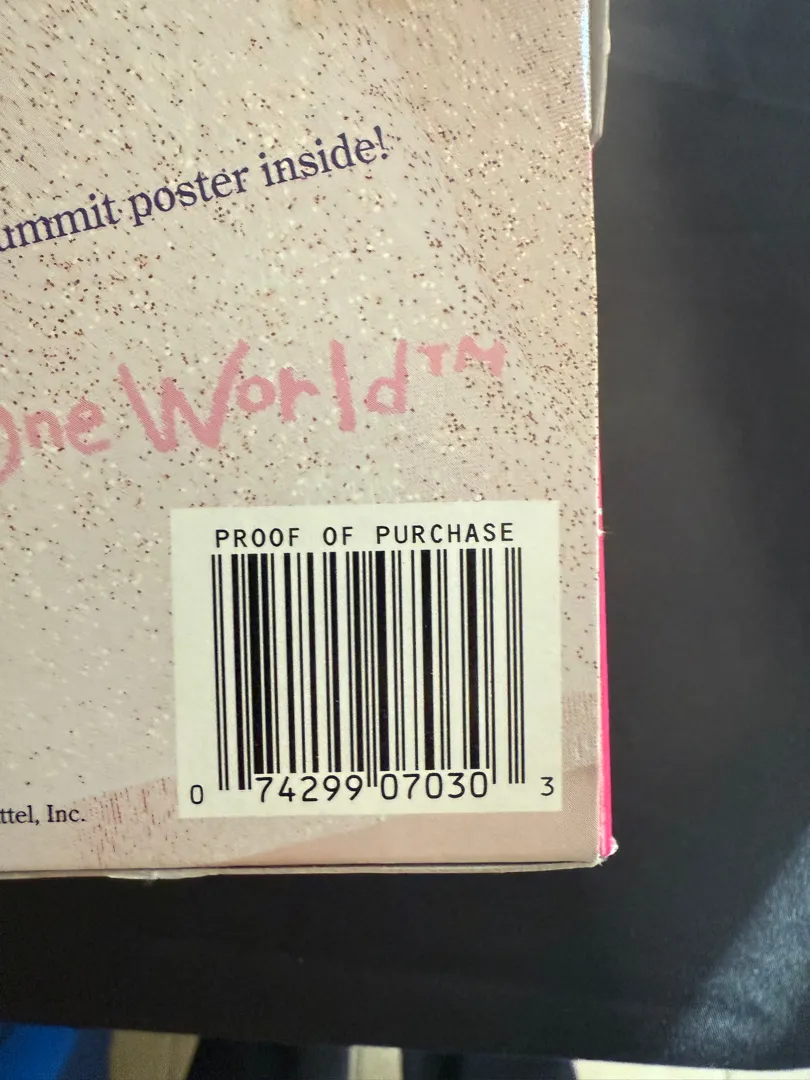 ummit poster inside!
One World™
PROOF OF PURCHASE
0 74299 07030 3
ttel, Inc.